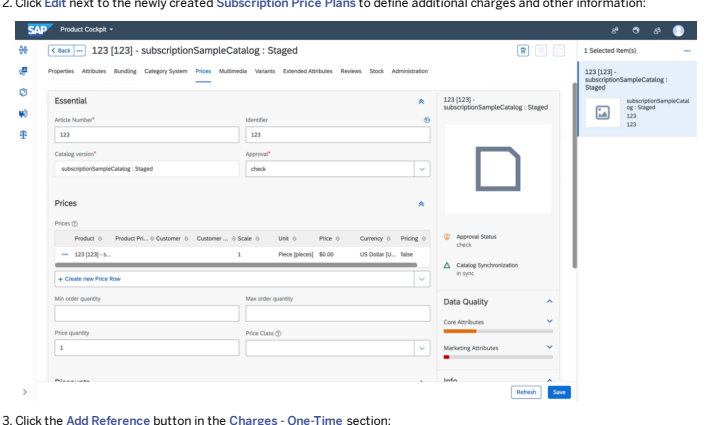 2. Click Edit next to the newly created Subscription Price Plans to define additional charges and other information:
SAP Product Cockpit
< Back ••• 123 [123] - subscriptionSampleCatalog : Staged
1 Selected Item(s) •••
Properties Attributes Bundling Category System Prices Multimedia Variants Extended Attributes Reviews Stock Administration
123 [123] -
subscriptionSampleCatalog :
Staged
subscriptionSampleCatal
og : Staged
123
123
Essential
Article Number*
Identifier
123
123
Catalog version*
Approval*
subscriptionSampleCatalog : Staged
check
123 [123] -
subscriptionSampleCatalog : Staged
Prices
Prices
Product Product Pri... Customer Customer ... Scale Unit Price Currency Pricing
••• 123 [123] - s... 1 Piece [pieces] $0.00 US Dollar [U... false
+ Create new Price Row
Min order quantity
Max order quantity
Price quantity
Price Class
1
Approval Status
check
Catalog Synchronization
in sync
Data Quality
Core Attributes
Marketing Attributes
Info
Refresh Save
3. Click the Add Reference button in the Charges - One-Time section: